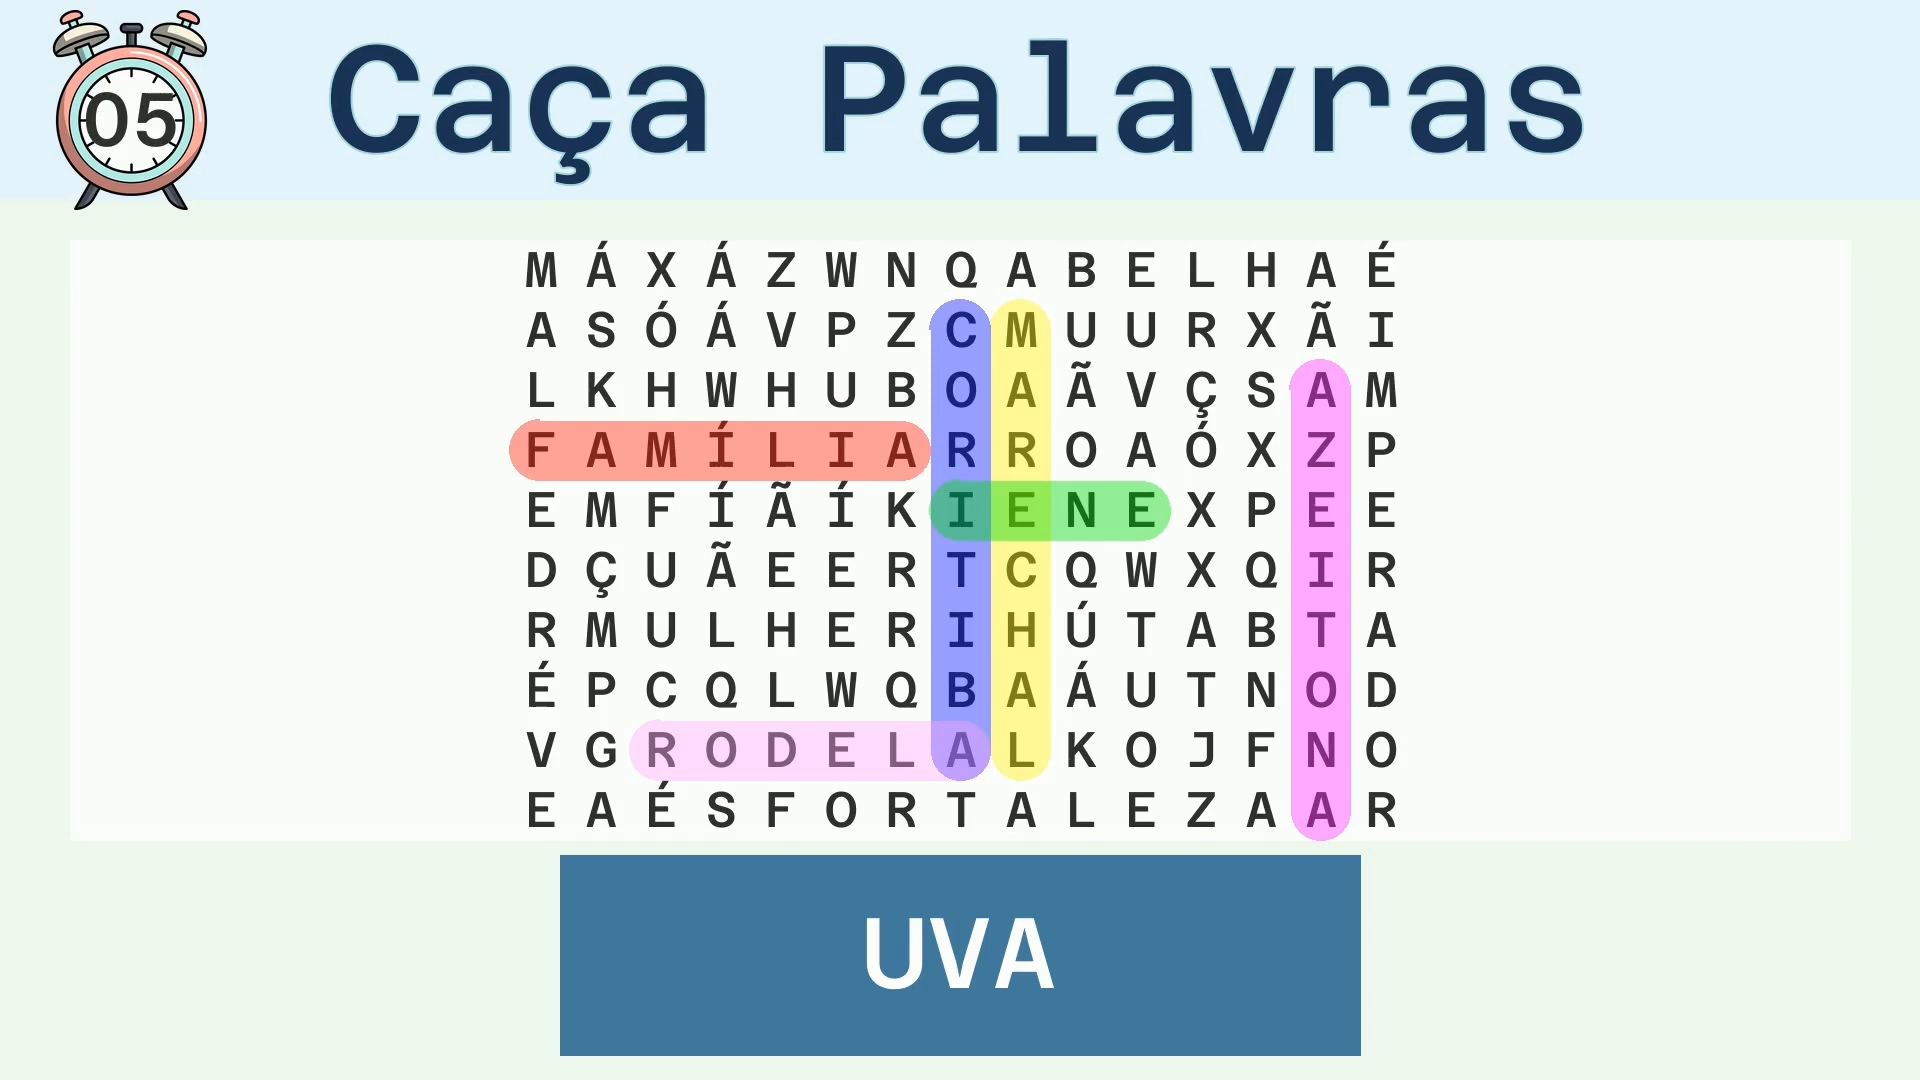 05
Caça Palavras
M Á X Á Z W N Q A B E L H A É
A S Ó Á V P Z C M U U R X Ã I
L K H W H U B O A Ã V Ç S A M
F A M Í L I A R R O A Ó X Z P
E M F Í Ã Í K I E N E X P E E
D Ç U Ã E E R T C Q W X Q I R
R M U L H E R I H Ú T A B T A
É P C Q L W Q B A Á U T N O D
V G R O D E L A L K O J F N O
E A É S F O R T A L E Z A A R
UVA